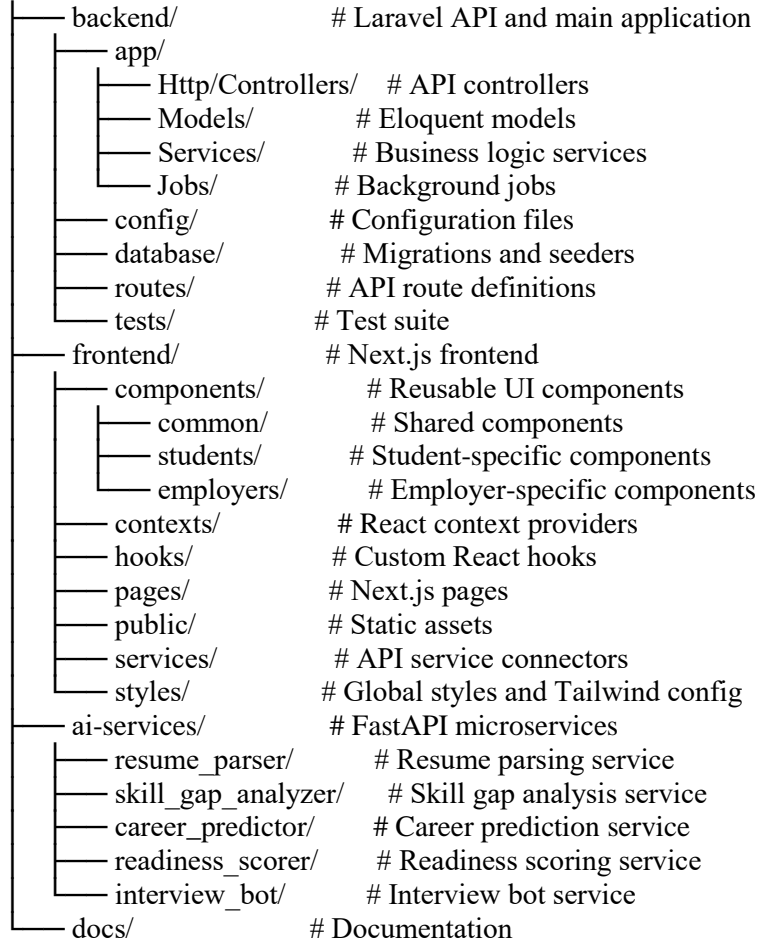 ├── backend/ # Laravel API and main application
│ ├── app/
│ │ ├── Http/Controllers/ # API controllers
│ │ ├── Models/ # Eloquent models
│ │ ├── Services/ # Business logic services
│ │ └── Jobs/ # Background jobs
│ ├── config/ # Configuration files
│ ├── database/ # Migrations and seeders
│ ├── routes/ # API route definitions
│ └── tests/ # Test suite
├── frontend/ # Next.js frontend
│ ├── components/ # Reusable UI components
│ │ ├── common/ # Shared components
│ │ ├── students/ # Student-specific components
│ │ └── employers/ # Employer-specific components
│ ├── contexts/ # React context providers
│ ├── hooks/ # Custom React hooks
│ ├── pages/ # Next.js pages
│ ├── public/ # Static assets
│ ├── services/ # API service connectors
│ └── styles/ # Global styles and Tailwind config
├── ai-services/ # FastAPI microservices
│ ├── resume_parser/ # Resume parsing service
│ ├── skill_gap_analyzer/ # Skill gap analysis service
│ ├── career_predictor/ # Career prediction service
│ ├── readiness_scorer/ # Readiness scoring service
│ └── interview_bot/ # Interview bot service
└── docs/ # Documentation